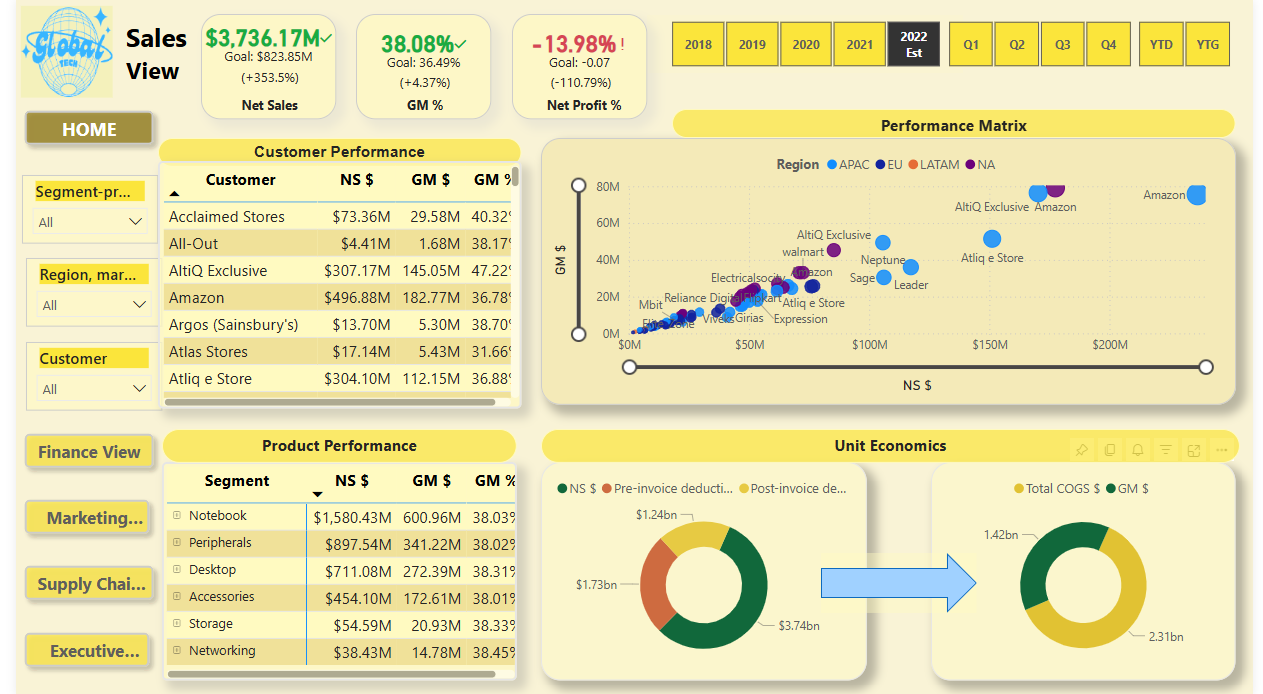 Global
TECH
Sales
View
$3,736.17M
Goal: $823.85M
(+353.5%)
Net Sales
38.08%
Goal: 36.49%
(+4.37%)
GM %
-13.98% !
Goal: -0.07
(-110.79%)
Net Profit %
2018 2019 2020 2021 2022
Est
Q1 Q2 Q3 Q4
YTD YTG
HOME
Segment-pr...
All
Region, mar...
All
Customer
All
Finance View
Marketing...
Supply Chai...
Executive...
Customer Performance
Customer NS $ GM $ GM %
Acclaimed Stores $73.36M 29.58M 40.32%
All-Out $4.41M 1.68M 38.17%
AltiQ Exclusive $307.17M 145.05M 47.22%
Amazon $496.88M 182.77M 36.78%
Argos (Sainsbury's) $13.70M 5.30M 38.70%
Atlas Stores $17.14M 5.43M 31.66%
Atliq e Store $304.10M 112.15M 36.88%
Performance Matrix
Region APAC EU LATAM NA
GM $
80M
60M
40M
20M
0M
Amazon
AltiQ Exclusive Amazon
AltiQ Exclusive
walmart
Atliq e Store
Neptune
Amazon
Sage
Leader
Electricalsocity
Reliance Digital Flipkart Atliq e Store
Mbit
Elite Zone Viveks Girias Expression
$0M $50M $100M $150M $200M
NS $
Product Performance
Segment NS $ GM $ GM %
Notebook $1,580.43M 600.96M 38.03%
Peripherals $897.54M 341.22M 38.02%
Desktop $711.08M 272.39M 38.31%
Accessories $454.10M 172.61M 38.01%
Storage $54.59M 20.93M 38.33%
Networking $38.43M 14.78M 38.45%
Unit Economics
NS $ Pre-invoice deducti... Post-invoice de...
$1.24bn
$1.73bn
$3.74bn
Total COGS $ GM $
1.42bn
2.31bn